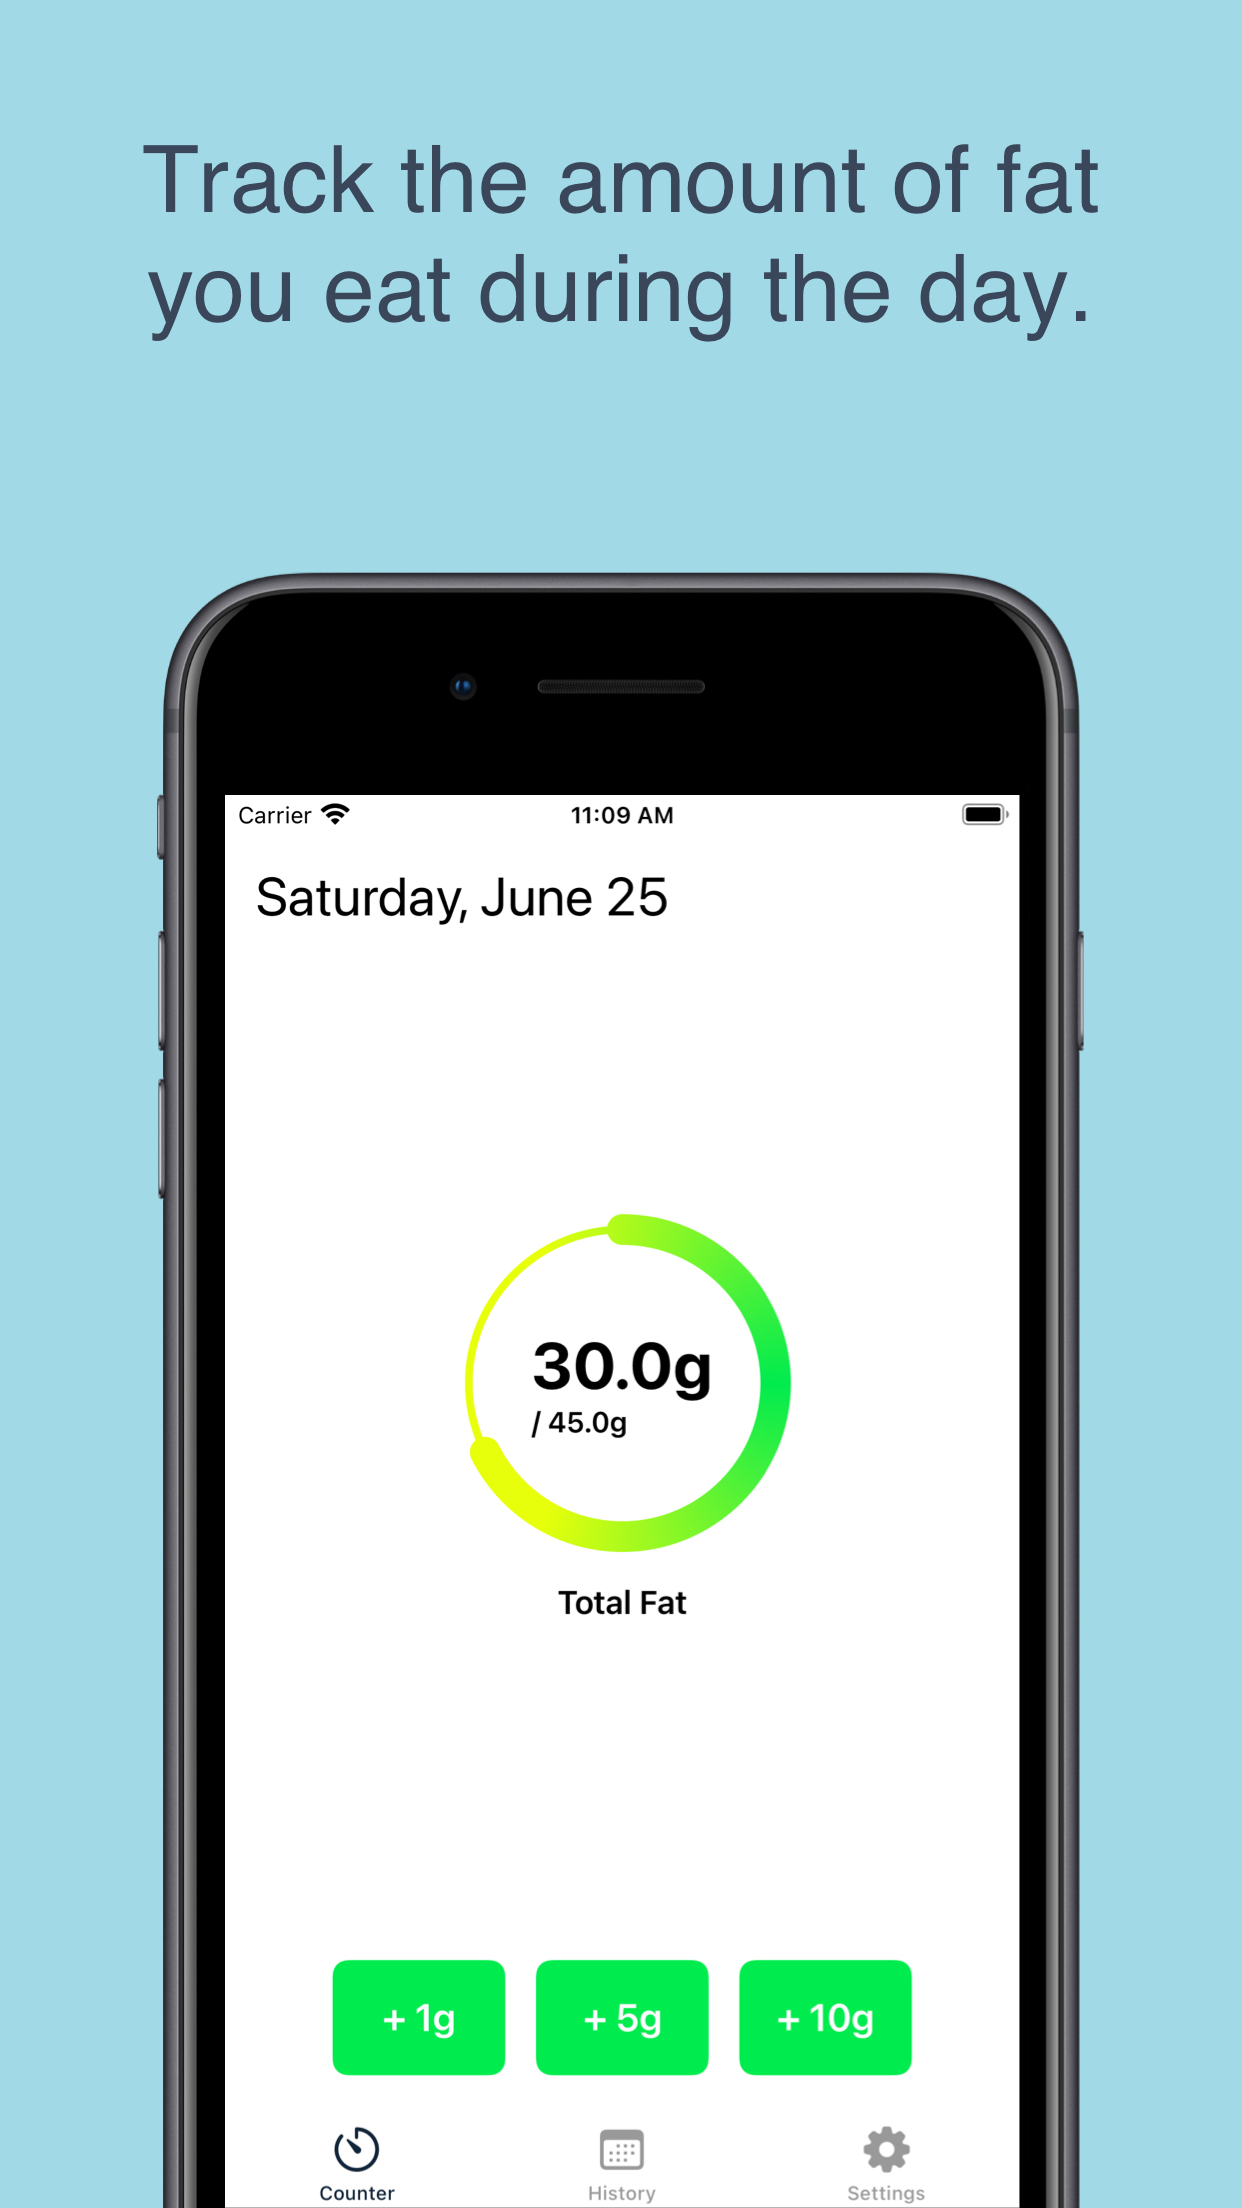 Track the amount of fat
you eat during the day.
Carrier 11:09 AM
Saturday, June 25
30.0g
/ 45.0g
Total Fat
+ 1g + 5g + 10g
Counter History Settings